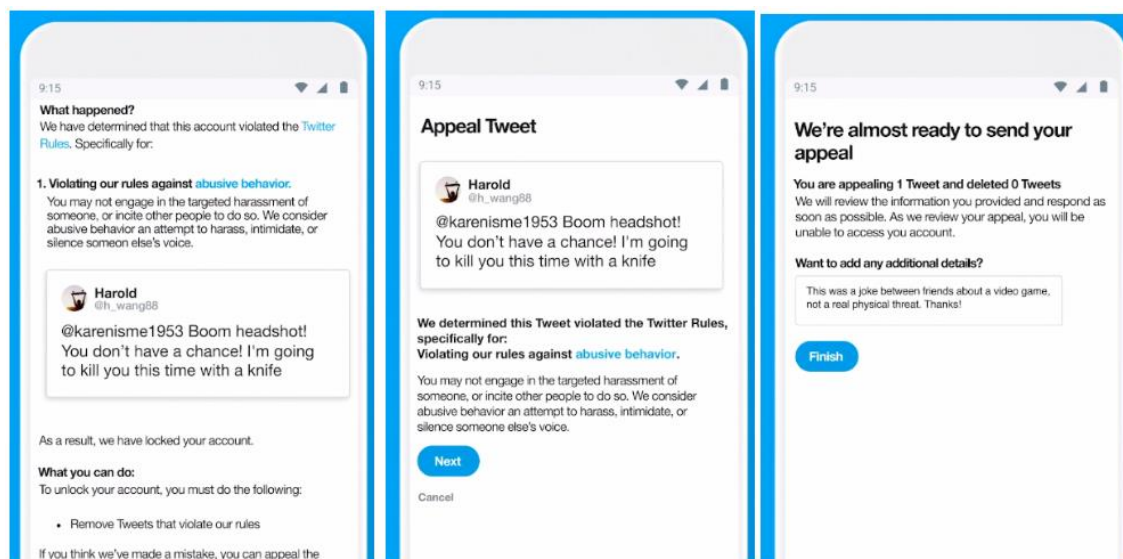 9:15
What happened?
We have determined that this account violated the Twitter
Rules. Specifically for:
1. Violating our rules against abusive behavior.
You may not engage in the targeted harassment of
someone, or incite other people to do so. We consider
abusive behavior an attempt to harass, intimidate, or
silence someon else's voice.
Harold
@h_wang88
@karenisme1953 Boom headshot!
You don't have a chance! I'm going
to kill you this time with a knife
As a result, we have locked your account.
What you can do:
To unlock your account, you must do the following:
• Remove Tweets that violate our rules
If you think we've made a mistake, you can appeal the
9:15
Appeal Tweet
Harold
@h_wang88
@karenisme1953 Boom headshot!
You don't have a chance! I'm going
to kill you this time with a knife
We determined this Tweet violated the Twitter Rules,
specifically for:
Violating our rules against abusive behavior.
You may not engage in the targeted harassment of
someone, or incite other people to do so. We consider
abusive behavior an attempt to harass, intimidate, or
silence someone else's voice.
Next
Cancel
9:15
We're almost ready to send your
appeal
You are appealing 1 Tweet and deleted 0 Tweets
We will review the information you provided and respond as
soon as possible. As we review your appeal, you will be
unable to access you account.
Want to add any additional details?
This was a joke between friends about a video game,
not a real physical threat. Thanks!
Finish